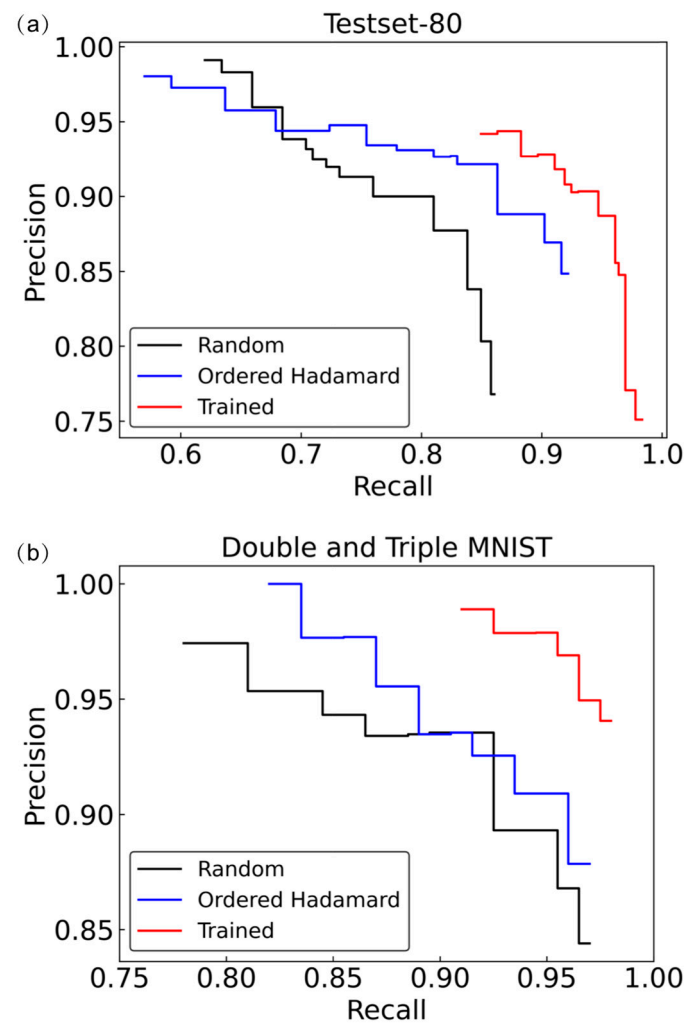 (a)
Testset-80
1.00
0.95
0.90
0.85
0.80
0.75
Precision
Random
Ordered Hadamard
Trained
0.6 0.7 0.8 0.9 1.0
Recall
(b)
Double and Triple MNIST
1.00
0.95
0.90
0.85
Precision
Random
Ordered Hadamard
Trained
0.75 0.80 0.85 0.90 0.95 1.00
Recall